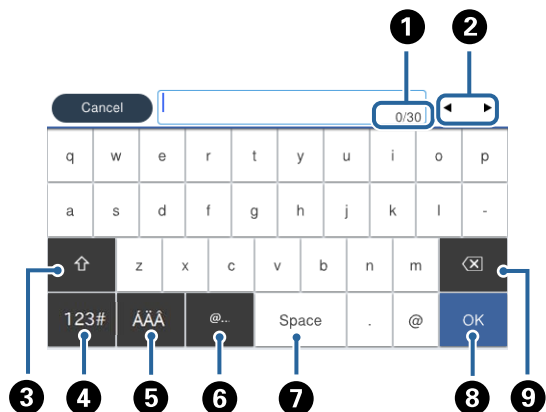 1 2
Cancel 0/30
q w e r t y u i o p
a s d f g h j k l -
z x c v b n m
123# ÁÄÂ @... Space . @ OK
3 4 5 6 7 8 9